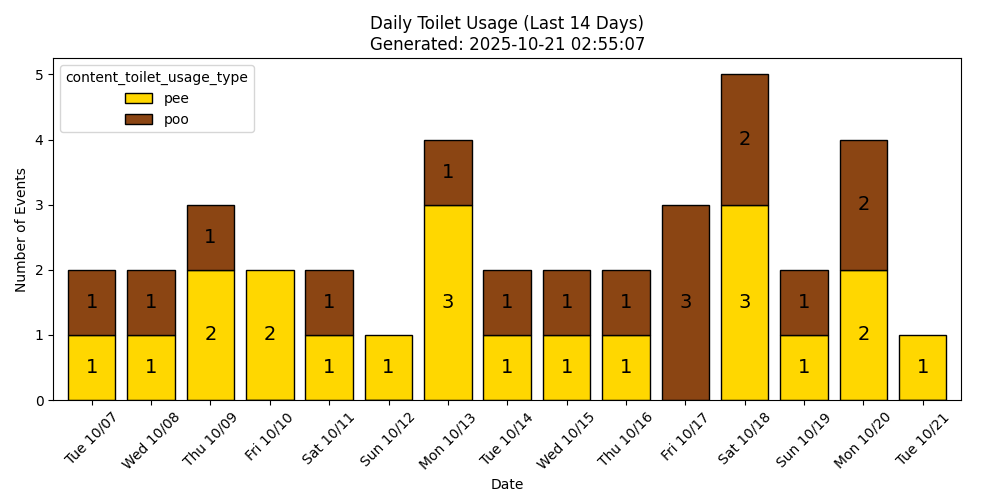 Daily Toilet Usage (Last 14 Days)
Generated: 2025-10-21 02:55:07
content_toilet_usage_type
pee
poo
Number of Events
5
4
3
2
1
0
1 1 1 1 1 1 1 1 3 2 1 2
1 1 2 2 1 1 3 1 1 1 3 1 2 1
Tue 10/07
Wed 10/08
Thu 10/09
Fri 10/10
Sat 10/11
Sun 10/12
Mon 10/13
Tue 10/14
Wed 10/15
Thu 10/16
Fri 10/17
Sat 10/18
Sun 10/19
Mon 10/20
Tue 10/21
Date